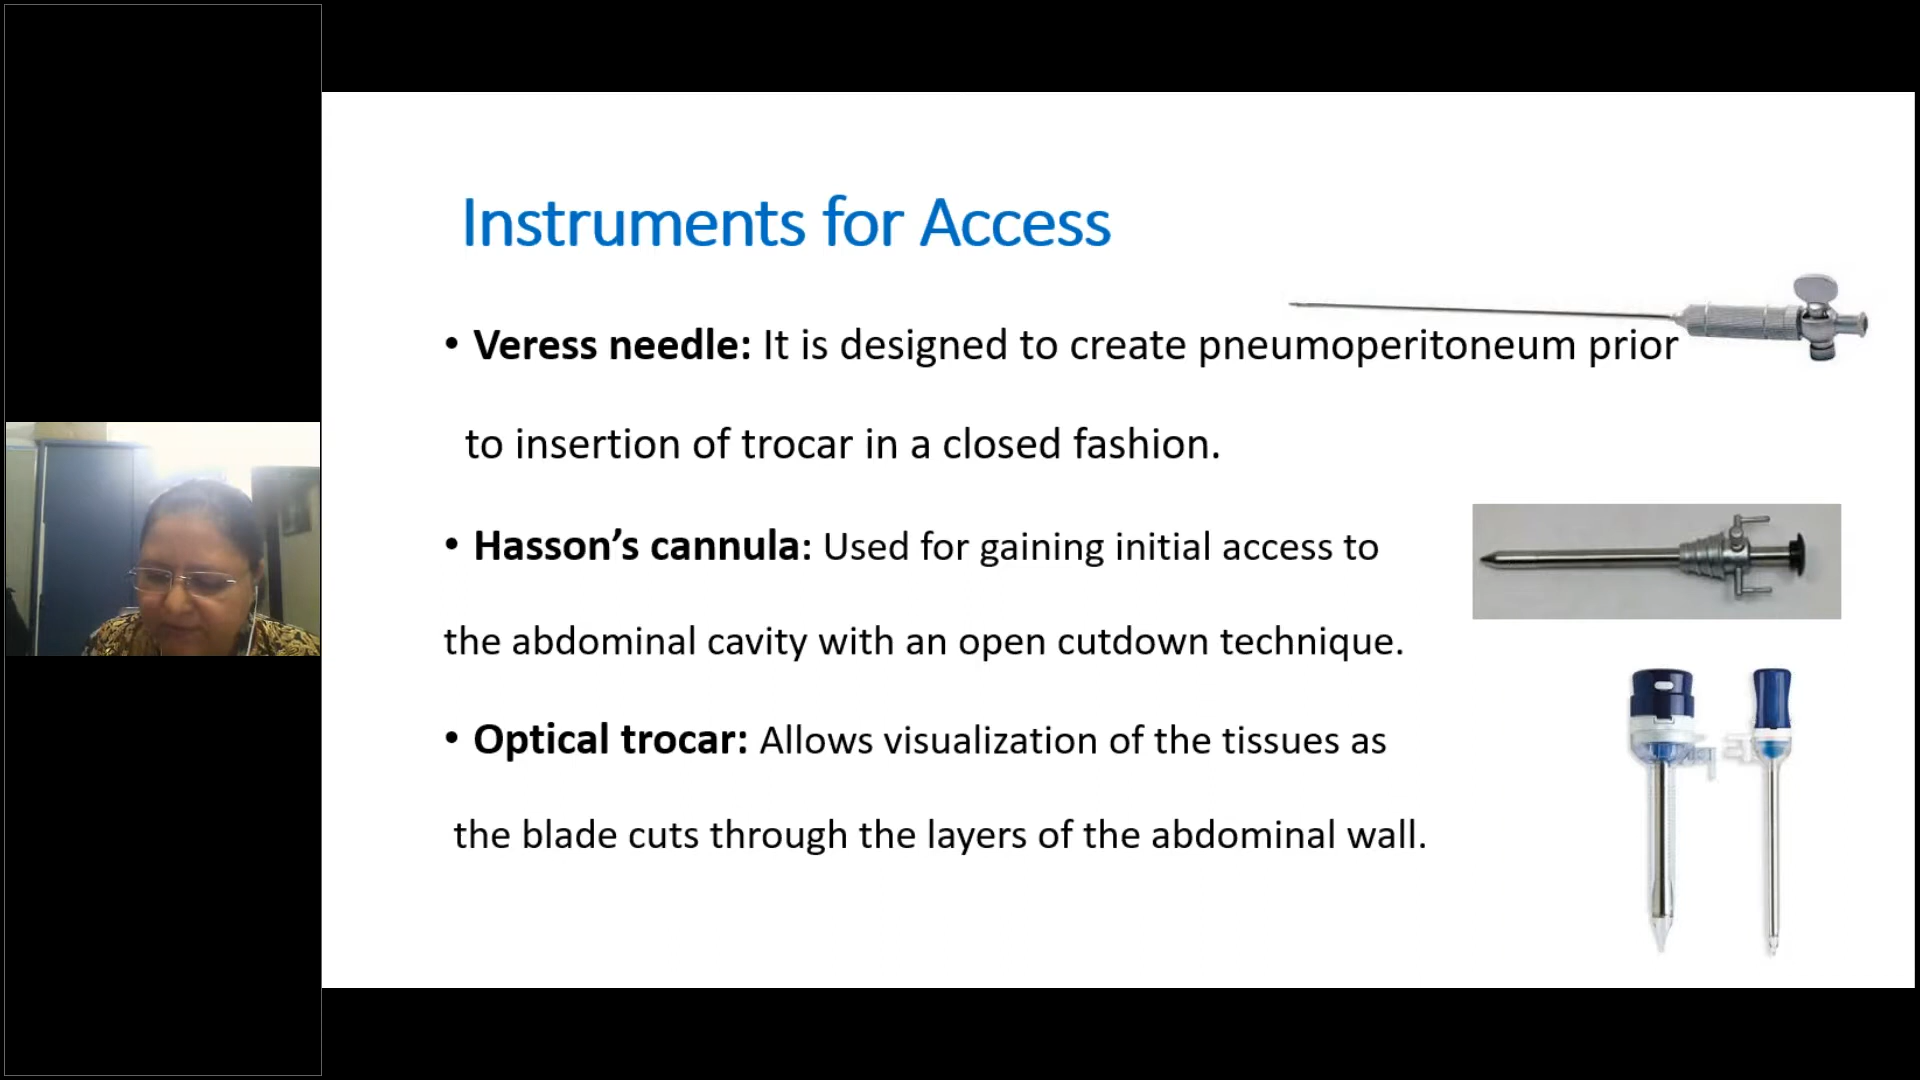 Instruments for Access
• Veress needle: It is designed to create pneumoperitoneum prior
to insertion of trocar in a closed fashion.
• Hasson’s cannula: Used for gaining initial access to
the abdominal cavity with an open cutdown technique.
• Optical trocar: Allows visualization of the tissues as
the blade cuts through the layers of the abdominal wall.